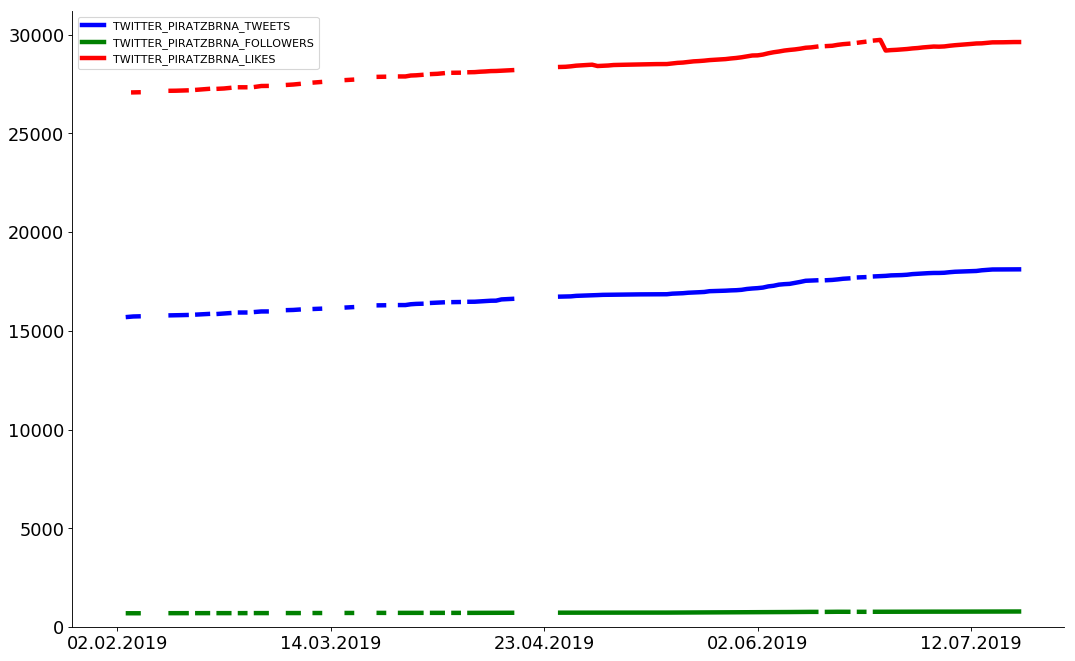 TWITTER_PIRATZBRNA_TWEETS
TWITTER_PIRATZBRNA_FOLLOWERS
TWITTER_PIRATZBRNA_LIKES
30000
25000
20000
15000
10000
5000
0
02.02.2019 14.03.2019 23.04.2019 02.06.2019 12.07.2019